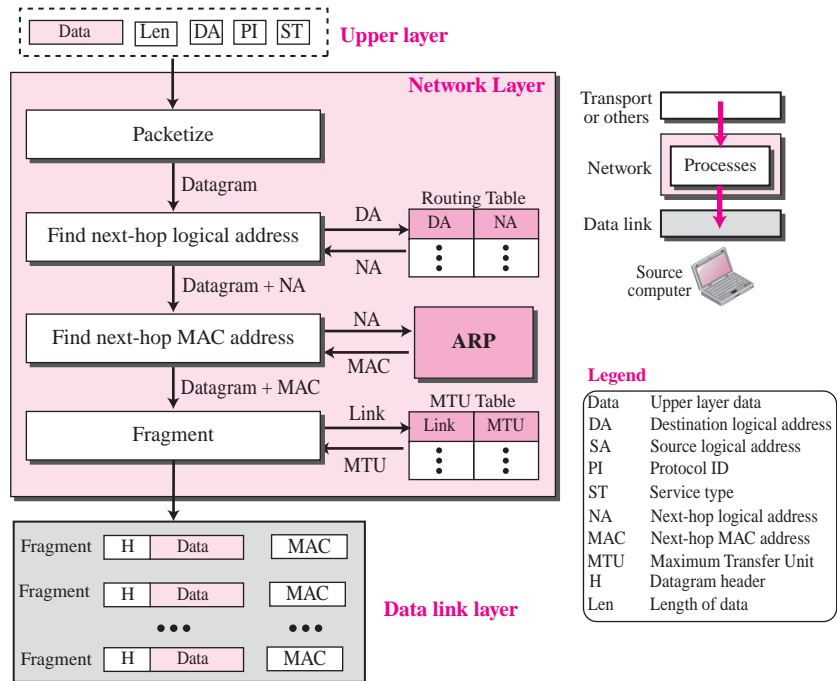 Data Len DA PI ST Upper layer
Network Layer
Packetize
Datagram
Routing Table
DA
DA NA
Find next-hop logical address
NA
Datagram + NA
NA
Find next-hop MAC address
ARP
MAC
Datagram + MAC
MTU Table
Link
Link MTU
Fragment
MTU
Fragment H Data MAC
Fragment H Data MAC
Data link layer
Fragment H Data MAC
Transport
or others
Network Processes
Data link
Source
computer
Legend
Data Upper layer data
DA Destination logical address
SA Source logical address
PI Protocol ID
ST Service type
NA Next-hop logical address
MAC Next-hop MAC address
MTU Maximum Transfer Unit
H Datagram header
Len Length of data